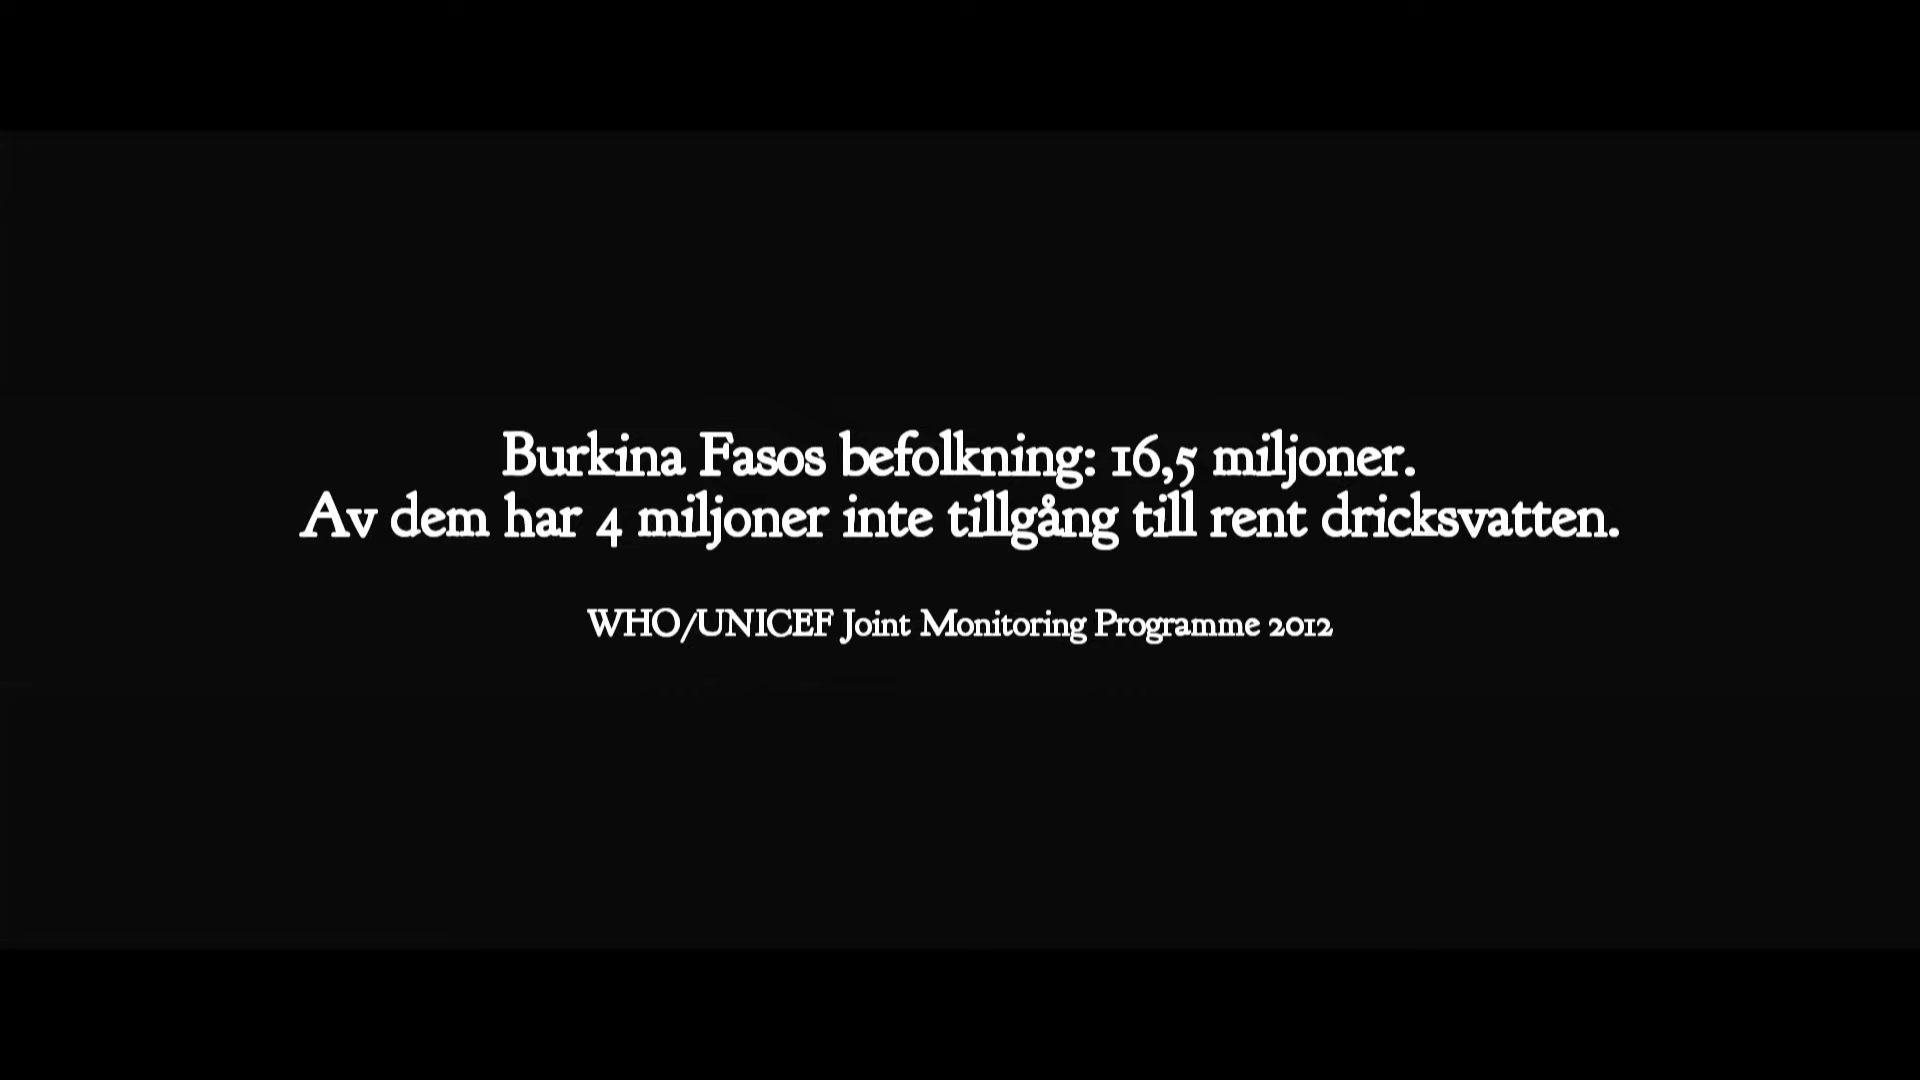 Burkina Fasos befolkning: 16,5 miljoner.
Av dem har 4 miljoner inte tillgång till rent dricksvatten.
WHO/UNICEF Joint Monitoring Programme 2012